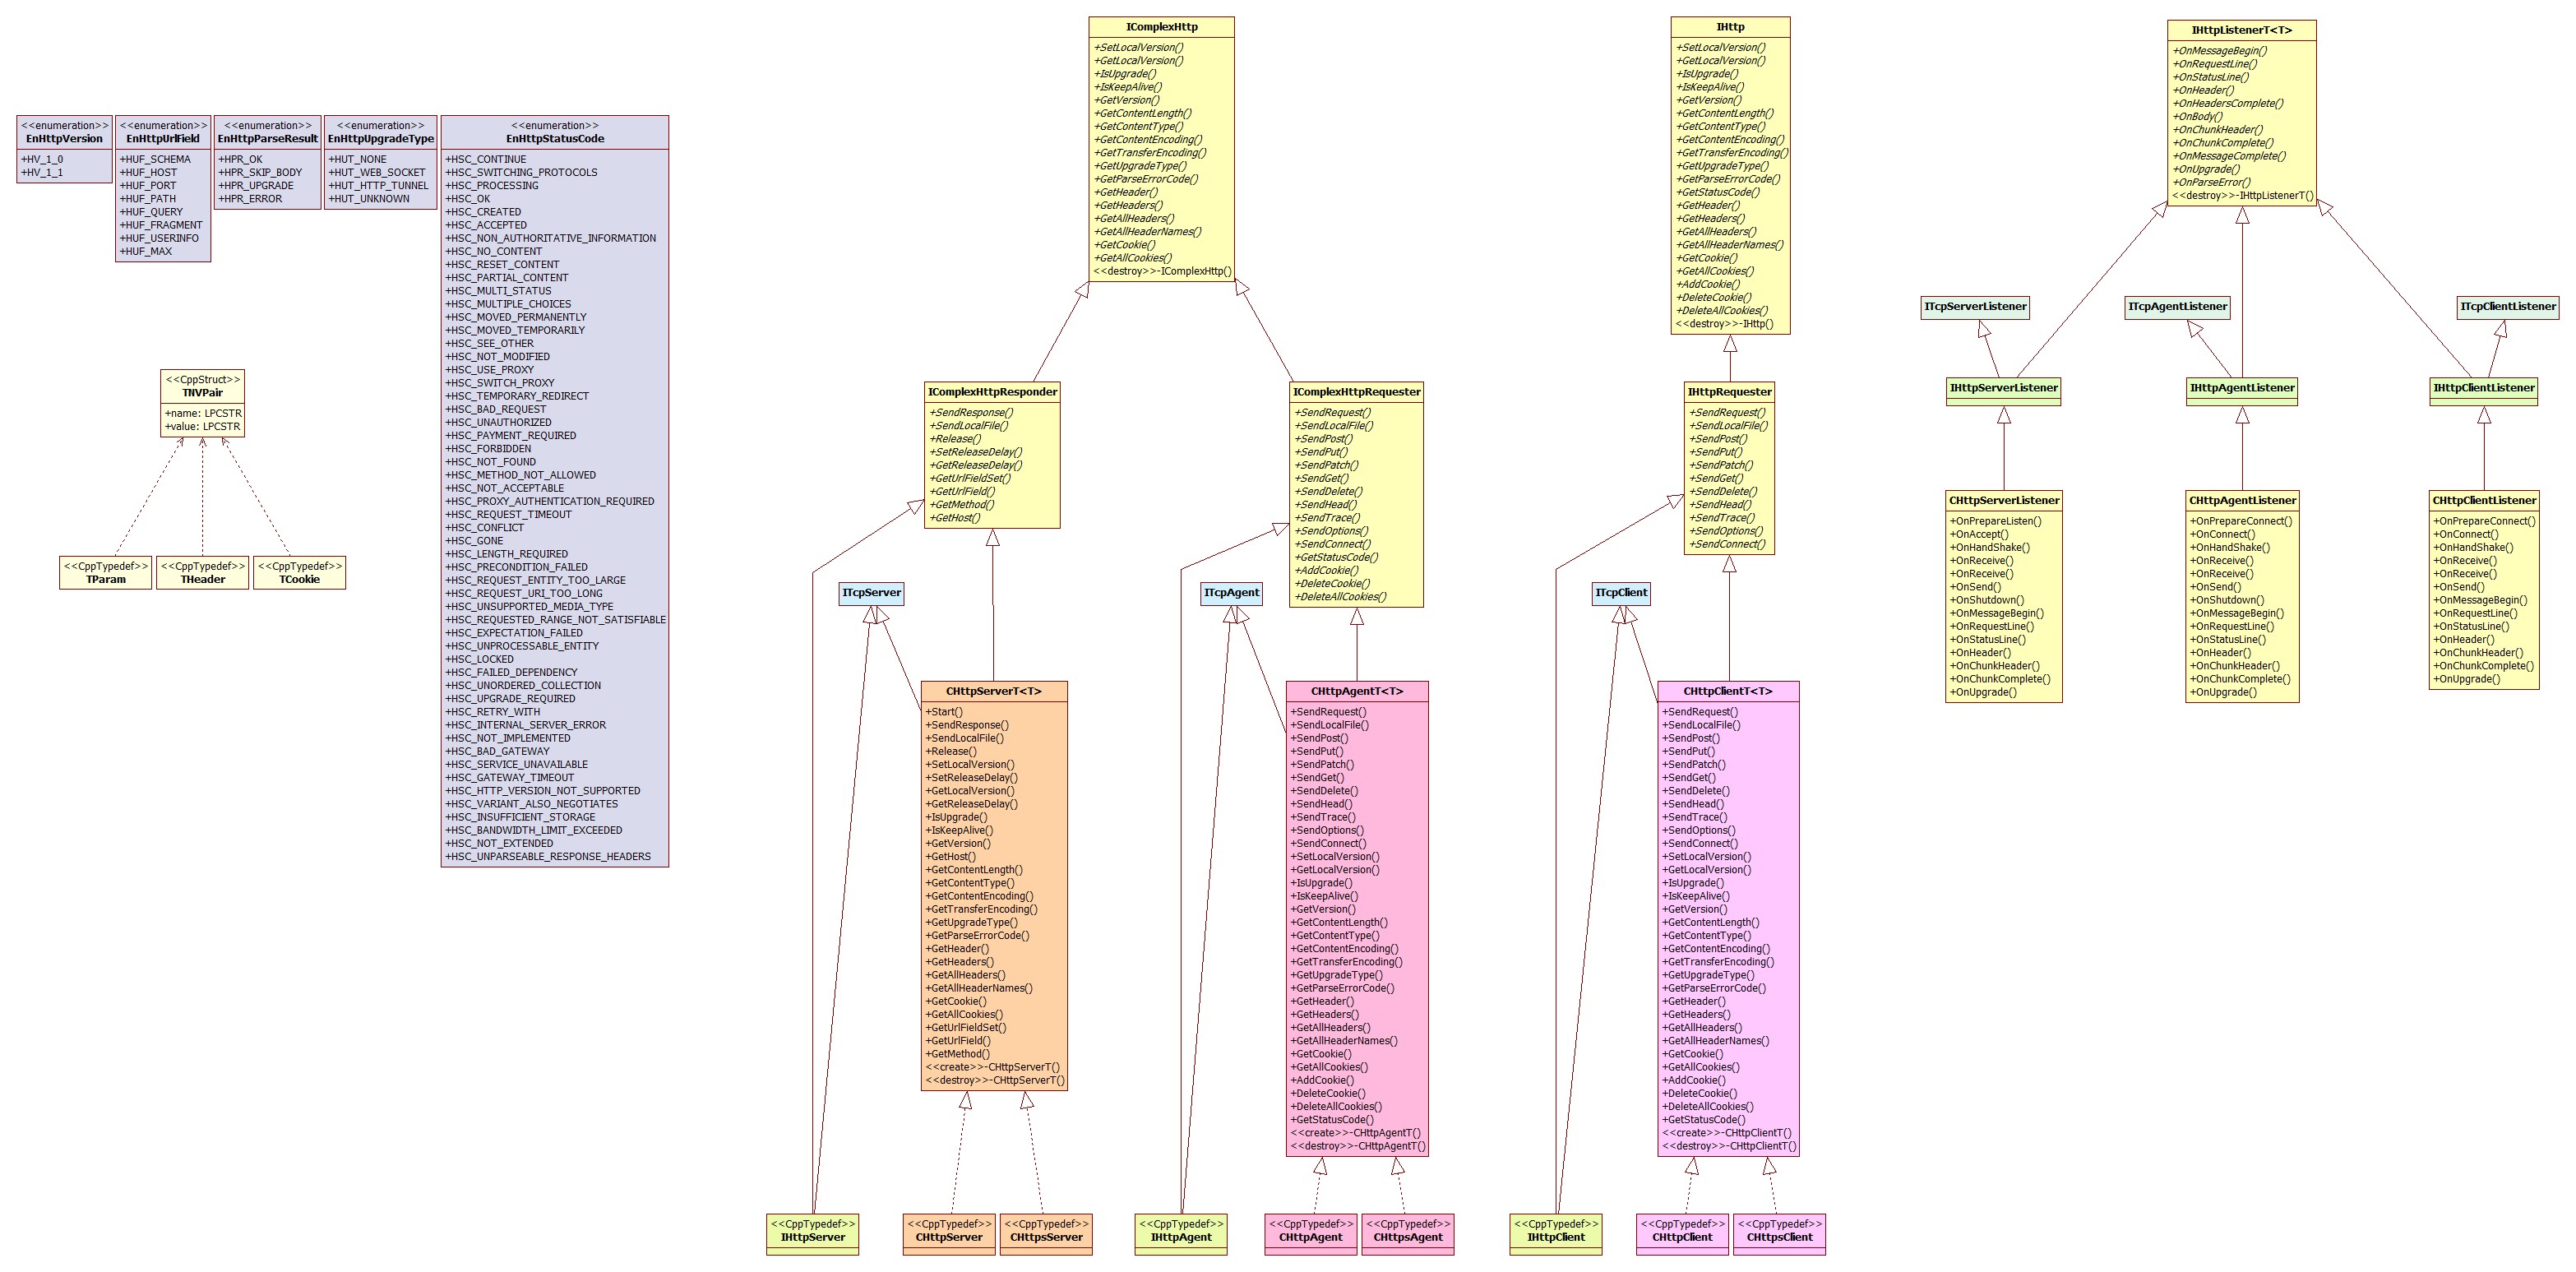 <<enumeration>>
EnHttpVersion
+HV_1_0
+HV_1_1
<<enumeration>>
EnHttpUrlField
+HUF_SCHEMA
+HUF_HOST
+HUF_PORT
+HUF_PATH
+HUF_QUERY
+HUF_FRAGMENT
+HUF_USERINFO
+HUF_MAX
<<enumeration>>
EnHttpParseResult
+HPR_OK
+HPR_SKIP_BODY
+HPR_UPGRADE
+HPR_ERROR
<<enumeration>>
EnHttpUpgradeType
+HUT_NONE
+HUT_WEB_SOCKET
+HUT_HTTP_TUNNEL
+HUT_UNKNOWN
<<enumeration>>
EnHttpStatusCode
+HSC_CONTINUE
+HSC_SWITCHING_PROTOCOLS
+HSC_PROCESSING
+HSC_OK
+HSC_CREATED
+HSC_ACCEPTED
+HSC_NON_AUTHORITATIVE_INFORMATION
+HSC_NO_CONTENT
+HSC_RESET_CONTENT
+HSC_PARTIAL_CONTENT
+HSC_MULTI_STATUS
+HSC_MULTIPLE_CHOICES
+HSC_MOVED_PERMANENTLY
+HSC_MOVED_TEMPORARILY
+HSC_SEE_OTHER
+HSC_NOT_MODIFIED
+HSC_USE_PROXY
+HSC_SWITCH_PROXY
+HSC_TEMPORARY_REDIRECT
+HSC_BAD_REQUEST
+HSC_UNAUTHORIZED
+HSC_PAYMENT_REQUIRED
+HSC_FORBIDDEN
+HSC_NOT_FOUND
+HSC_METHOD_NOT_ALLOWED
+HSC_NOT_ACCEPTABLE
+HSC_PROXY_AUTHENTICATION_REQUIRED
+HSC_REQUEST_TIMEOUT
+HSC_CONFLICT
+HSC_GONE
+HSC_LENGTH_REQUIRED
+HSC_PRECONDITION_FAILED
+HSC_REQUEST_ENTITY_TOO_LARGE
+HSC_REQUEST_URI_TOO_LONG
+HSC_UNSUPPORTED_MEDIA_TYPE
+HSC_REQUESTED_RANGE_NOT_SATISFIABLE
+HSC_EXPECTATION_FAILED
+HSC_UNPROCESSABLE_ENTITY
+HSC_LOCKED
+HSC_FAILED_DEPENDENCY
+HSC_UNORDERED_COLLECTION
+HSC_UPGRADE_REQUIRED
+HSC_RETRY_WITH
+HSC_INTERNAL_SERVER_ERROR
+HSC_NOT_IMPLEMENTED
+HSC_BAD_GATEWAY
+HSC_SERVICE_UNAVAILABLE
+HSC_GATEWAY_TIMEOUT
+HSC_HTTP_VERSION_NOT_SUPPORTED
+HSC_VARIANT_ALSO_NEGOTIATES
+HSC_INSUFFICIENT_STORAGE
+HSC_BANDWIDTH_LIMIT_EXCEEDED
+HSC_NOT_EXTENDED
+HSC_UNPARSEABLE_RESPONSE_HEADERS
<<CppStruct>>
TNVPair
+name: LPCSTR
+value: LPCSTR
<<CppTypedef>>
TParam
<<CppTypedef>>
THeader
<<CppTypedef>>
TCookie
IComplexHttp
+SetLocalVersion()
+GetLocalVersion()
+IsUpgrade()
+IsKeepAlive()
+GetVersion()
+GetContentLength()
+GetContentType()
+GetContentEncoding()
+GetTransferEncoding()
+GetUpgradeType()
+GetParseErrorCode()
+GetHeader()
+GetHeaders()
+GetAllHeaders()
+GetAllHeaderNames()
+GetCookie()
+GetAllCookies()
<<destroy>>-IComplexHttp()
IComplexHttpResponder
+SendResponse()
+SendLocalFile()
+Release()
+SetReleaseDelay()
+GetReleaseDelay()
+GetUrlFieldSet()
+GetUrlField()
+GetMethod()
+GetHost()
IComplexHttpRequester
+SendRequest()
+SendLocalFile()
+SendPost()
+SendPut()
+SendPatch()
+SendGet()
+SendDelete()
+SendHead()
+SendTrace()
+SendOptions()
+SendConnect()
+GetStatusCode()
+AddCookie()
+DeleteCookie()
+DeleteAllCookies()
ITcpServer
ITcpAgent
CHttpServerT<T>
+Start()
+SendResponse()
+SendLocalFile()
+Release()
+SetLocalVersion()
+SetReleaseDelay()
+GetLocalVersion()
+GetReleaseDelay()
+IsUpgrade()
+IsKeepAlive()
+GetVersion()
+GetHost()
+GetContentLength()
+GetContentType()
+GetContentEncoding()
+GetTransferEncoding()
+GetUpgradeType()
+GetParseErrorCode()
+GetHeader()
+GetHeaders()
+GetAllHeaders()
+GetAllHeaderNames()
+GetCookie()
+GetAllCookies()
+GetUrlFieldSet()
+GetUrlField()
+GetMethod()
<<create>>-CHttpServerT()
<<destroy>>-CHttpServerT()
CHttpAgentT<T>
+SendRequest()
+SendLocalFile()
+SendPost()
+SendPut()
+SendPatch()
+SendGet()
+SendDelete()
+SendHead()
+SendTrace()
+SendOptions()
+SendConnect()
+SetLocalVersion()
+GetLocalVersion()
+IsUpgrade()
+IsKeepAlive()
+GetVersion()
+GetContentLength()
+GetContentType()
+GetContentEncoding()
+GetTransferEncoding()
+GetUpgradeType()
+GetParseErrorCode()
+GetHeader()
+GetHeaders()
+GetAllHeaders()
+GetAllHeaderNames()
+GetCookie()
+GetAllCookies()
+AddCookie()
+DeleteCookie()
+DeleteAllCookies()
+GetStatusCode()
<<create>>-CHttpAgentT()
<<destroy>>-CHttpAgentT()
<<CppTypedef>>
IHttpServer
<<CppTypedef>>
CHttpServer
<<CppTypedef>>
CHttpsServer
<<CppTypedef>>
IHttpAgent
<<CppTypedef>>
CHttpAgent
<<CppTypedef>>
CHttpsAgent
IHttp
+SetLocalVersion()
+GetLocalVersion()
+IsUpgrade()
+IsKeepAlive()
+GetVersion()
+GetContentLength()
+GetContentType()
+GetContentEncoding()
+GetTransferEncoding()
+GetUpgradeType()
+GetParseErrorCode()
+GetStatusCode()
+GetHeader()
+GetHeaders()
+GetAllHeaders()
+GetAllHeaderNames()
+GetCookie()
+GetAllCookies()
+AddCookie()
+DeleteCookie()
+DeleteAllCookies()
<<destroy>>-IHttp()
IHttpRequester
+SendRequest()
+SendLocalFile()
+SendPost()
+SendPut()
+SendPatch()
+SendGet()
+SendDelete()
+SendHead()
+SendTrace()
+SendOptions()
+SendConnect()
ITcpClient
CHttpClientT<T>
+SendRequest()
+SendLocalFile()
+SendPost()
+SendPut()
+SendPatch()
+SendGet()
+SendDelete()
+SendHead()
+SendTrace()
+SendOptions()
+SendConnect()
+SetLocalVersion()
+GetLocalVersion()
+IsUpgrade()
+IsKeepAlive()
+GetVersion()
+GetContentLength()
+GetContentType()
+GetContentEncoding()
+GetTransferEncoding()
+GetUpgradeType()
+GetParseErrorCode()
+GetHeader()
+GetHeaders()
+GetAllHeaders()
+GetAllHeaderNames()
+GetCookie()
+GetAllCookies()
+AddCookie()
+DeleteCookie()
+DeleteAllCookies()
+GetStatusCode()
<<create>>-CHttpClientT()
<<destroy>>-CHttpClientT()
<<CppTypedef>>
IHttpClient
<<CppTypedef>>
CHttpClient
<<CppTypedef>>
CHttpsClient
IHttpListenerT<T>
+OnMessageBegin()
+OnRequestLine()
+OnStatusLine()
+OnHeader()
+OnHeadersComplete()
+OnBody()
+OnChunkHeader()
+OnChunkComplete()
+OnMessageComplete()
+OnUpgrade()
+OnParseError()
<<destroy>>-IHttpListenerT()
ITcpServerListener
ITcpAgentListener
ITcpClientListener
IHttpServerListener
IHttpAgentListener
IHttpClientListener
CHttpServerListener
+OnPrepareListen()
+OnAccept()
+OnHandShake()
+OnReceive()
+OnReceive()
+OnSend()
+OnShutdown()
+OnMessageBegin()
+OnRequestLine()
+OnStatusLine()
+OnHeader()
+OnChunkHeader()
+OnChunkComplete()
+OnUpgrade()
CHttpAgentListener
+OnPrepareConnect()
+OnConnect()
+OnHandShake()
+OnReceive()
+OnReceive()
+OnSend()
+OnShutdown()
+OnMessageBegin()
+OnRequestLine()
+OnStatusLine()
+OnHeader()
+OnChunkHeader()
+OnChunkComplete()
+OnUpgrade()
CHttpClientListener
+OnPrepareConnect()
+OnConnect()
+OnHandShake()
+OnReceive()
+OnReceive()
+OnSend()
+OnMessageBegin()
+OnRequestLine()
+OnStatusLine()
+OnHeader()
+OnChunkHeader()
+OnChunkComplete()
+OnUpgrade()